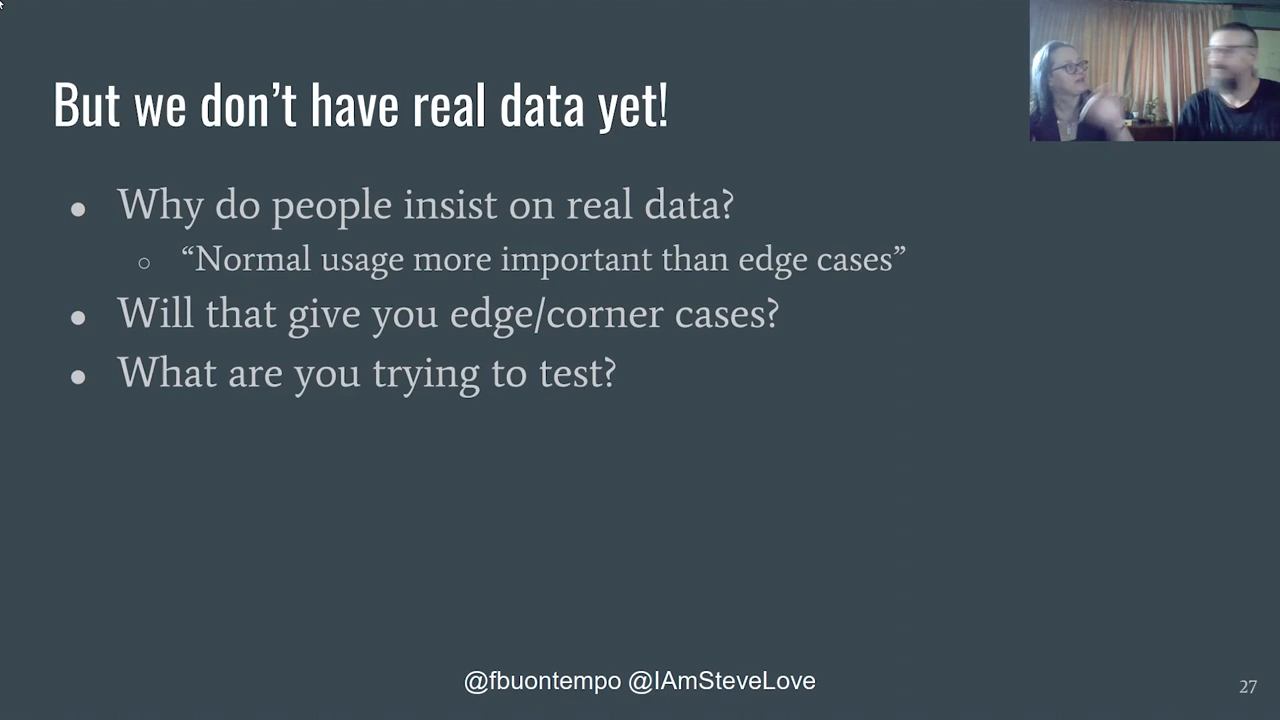 But we don’t have real data yet!
● Why do people insist on real data?
○ “Normal usage more important than edge cases”
● Will that give you edge/corner cases?
● What are you trying to test?
@fbuontempo @IAmSteveLove
27